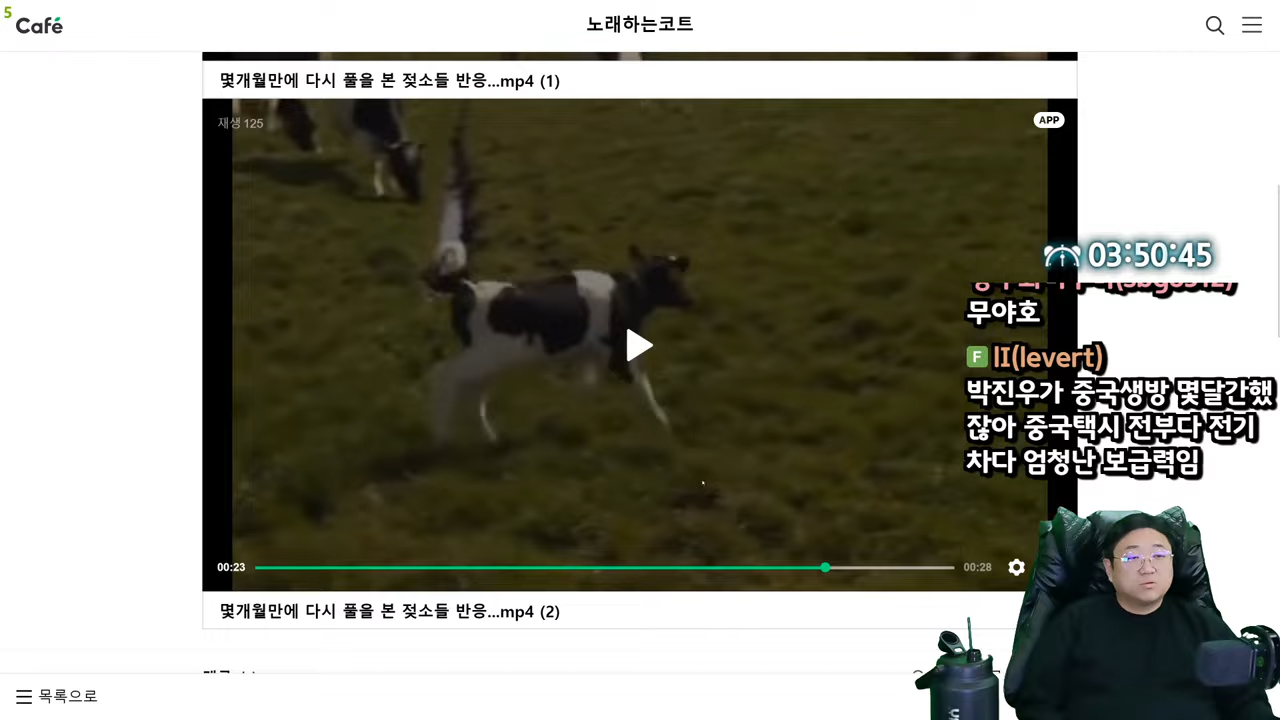 5
Café
노래하는코트
몇개월만에 다시 풀을 본 젖소들 반응...mp4 (1)
재생 125
APP
03:50:45
무야호
F lI(levert)
박진우가 중국생방 몇달간했
잖아 중국택시 전부다 전기
차다 엄청난 보급력임
00:23
00:28
몇개월만에 다시 풀을 본 젖소들 반응...mp4 (2)
목록으로